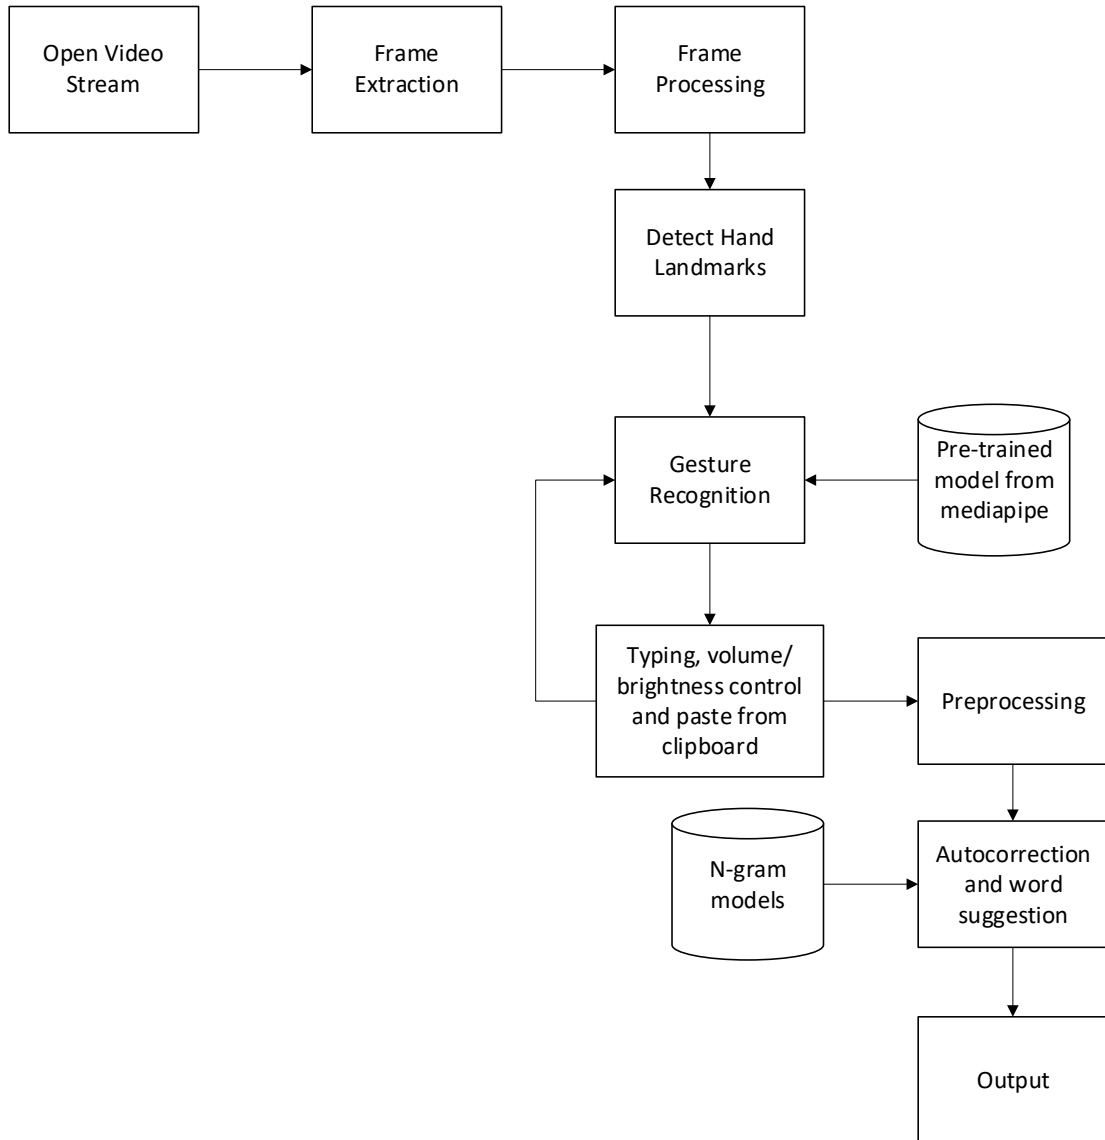 Open Video
Stream
Frame
Extraction
Frame
Processing
Detect Hand
Landmarks
Gesture
Recognition
Pre-trained
model from
mediapipe
Typing, volume/
brightness control
and paste from
clipboard
Preprocessing
N-gram
models
Autocorrection
and word
suggestion
Output